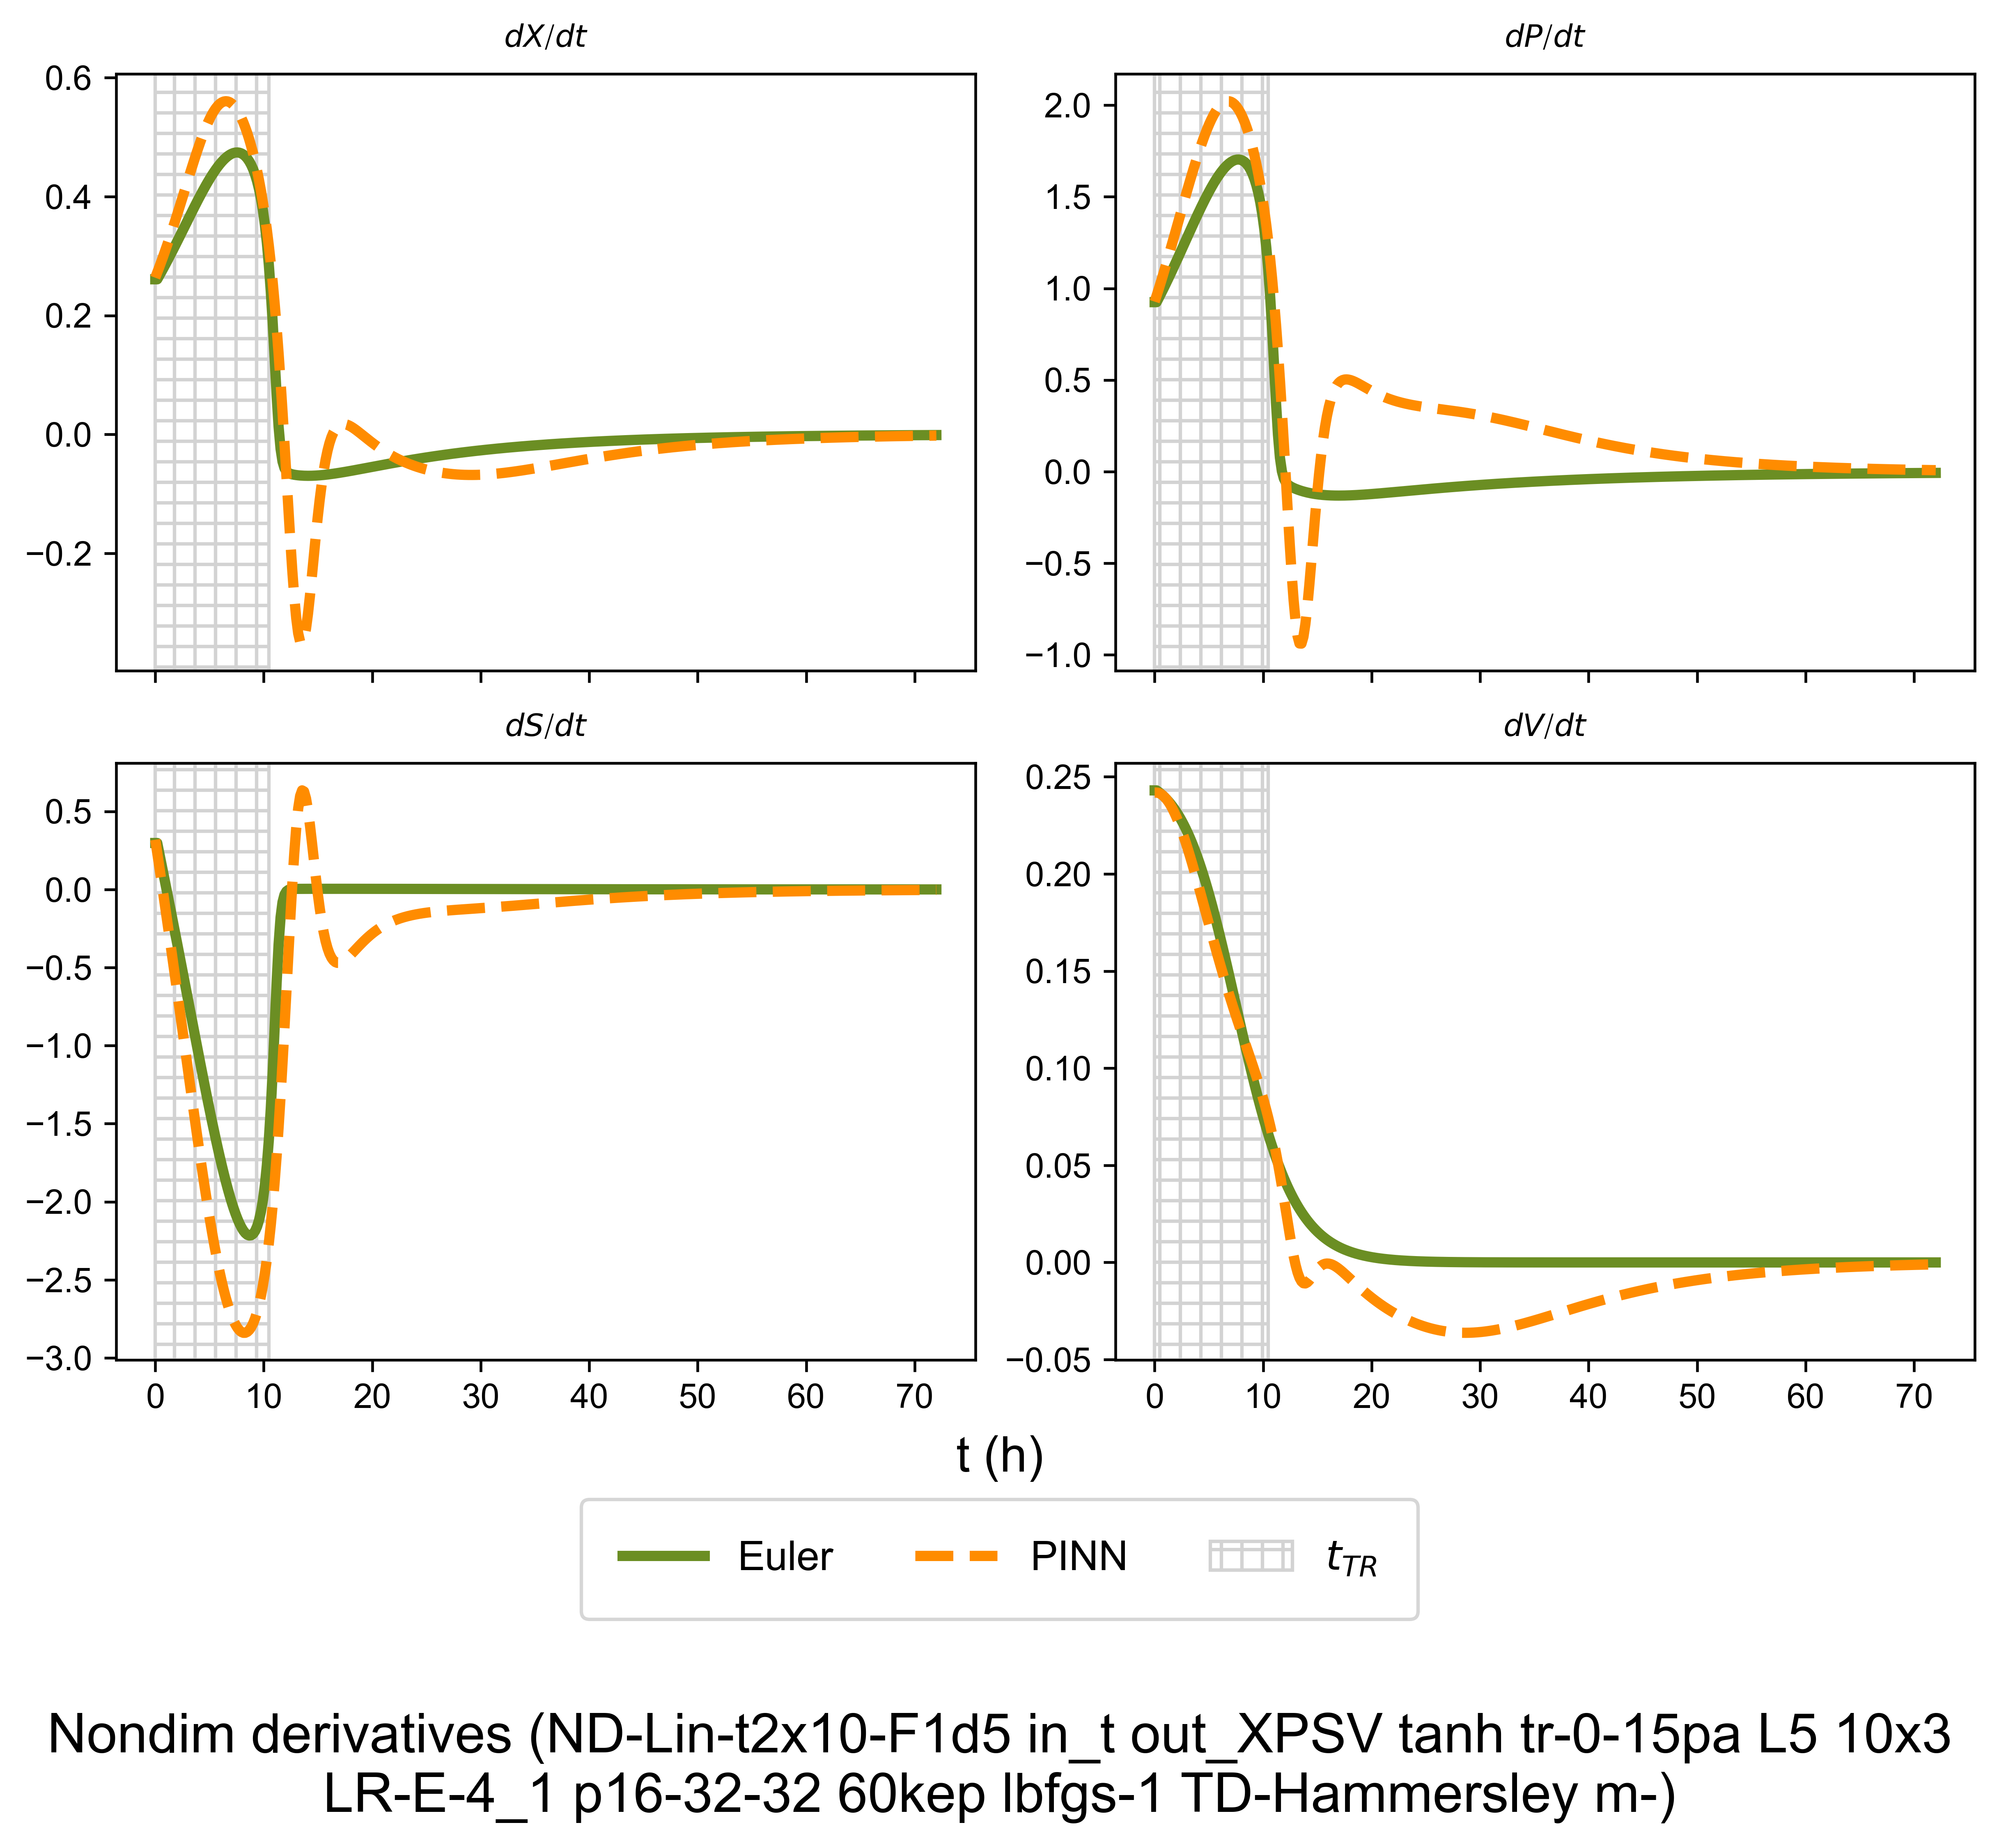 dX/dt
dP/dt
0.6
0.4
0.2
0.0
−0.2
2.0
1.5
1.0
0.5
0.0
−0.5
−1.0
dS/dt
dV/dt
0.5
0.0
−0.5
−1.0
−1.5
−2.0
−2.5
−3.0
0 10 20 30 40 50 60 70
0.25
0.20
0.15
0.10
0.05
0.00
−0.05
0 10 20 30 40 50 60 70
t (h)
Euler PINN t_TR
Nondim derivatives (ND-Lin-t2x10-F1d5 in_t out_XPSV tanh tr-0-15pa L5 10x3
LR-E-4_1 p16-32-32 60kep lbfgs-1 TD-Hammersley m-)